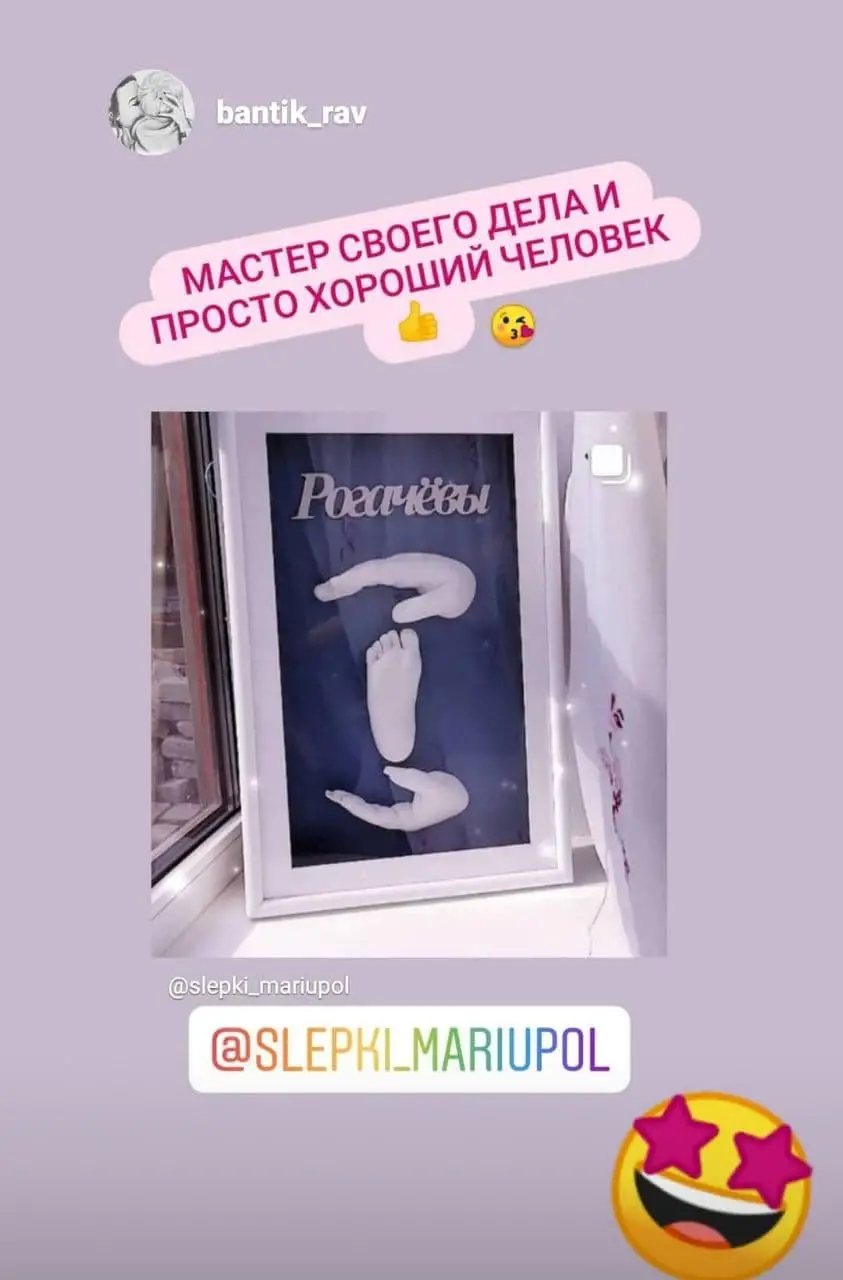 bantik_rav
МАСТЕР СВОЕГО ДЕЛА И
ПРОСТО ХОРОШИЙ ЧЕЛОВЕК
Рогачёвы
@slepki_mariupol
@SLEPKI_MARIUPOL